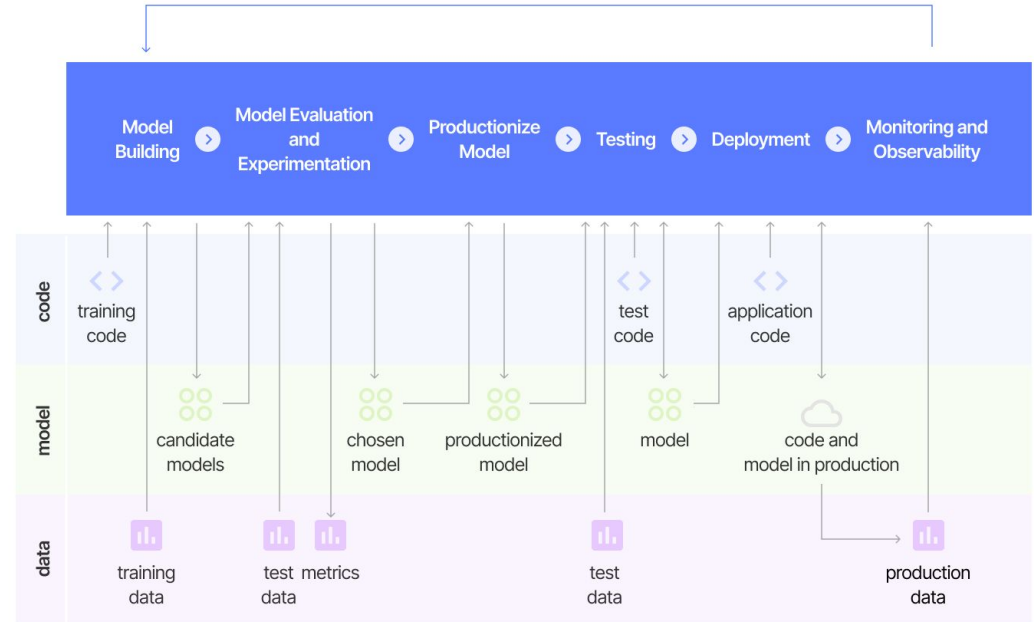 Model
Building
Model Evaluation
and
Experimentation
Productionize
Model
Testing
Deployment
Monitoring and
Observability
code
training
code
test
code
application
code
model
candidate
models
chosen
model
productionized
model
model
code and
model in production
data
training
data
test
data
metrics
test
data
production
data